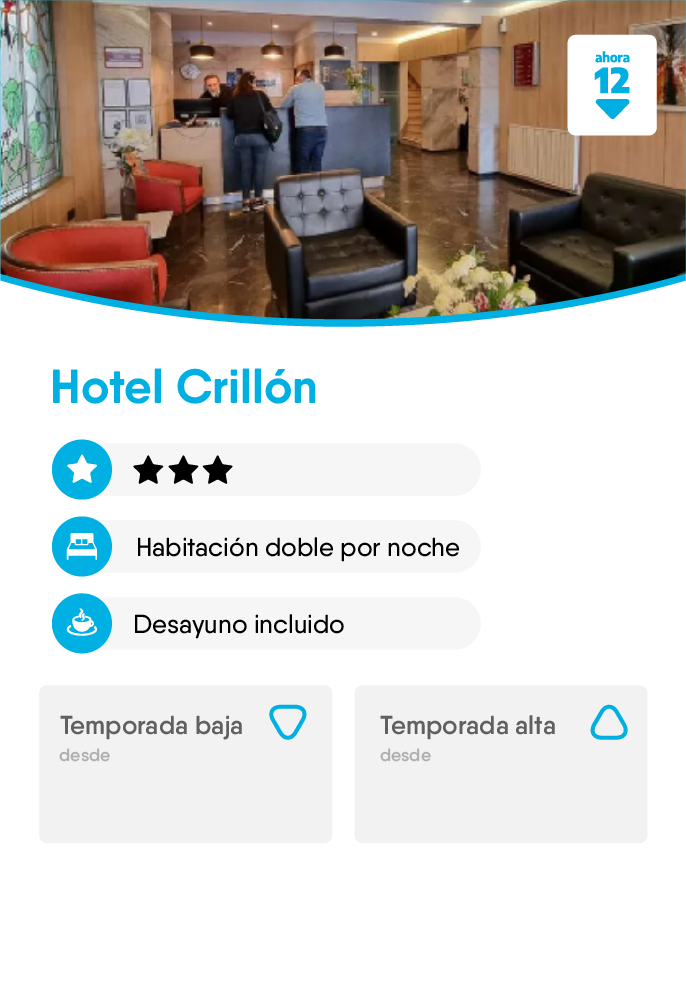 ahora
12
Hotel Crillón
Habitación doble por noche
Desayuno incluido
Temporada baja
desde
Temporada alta
desde